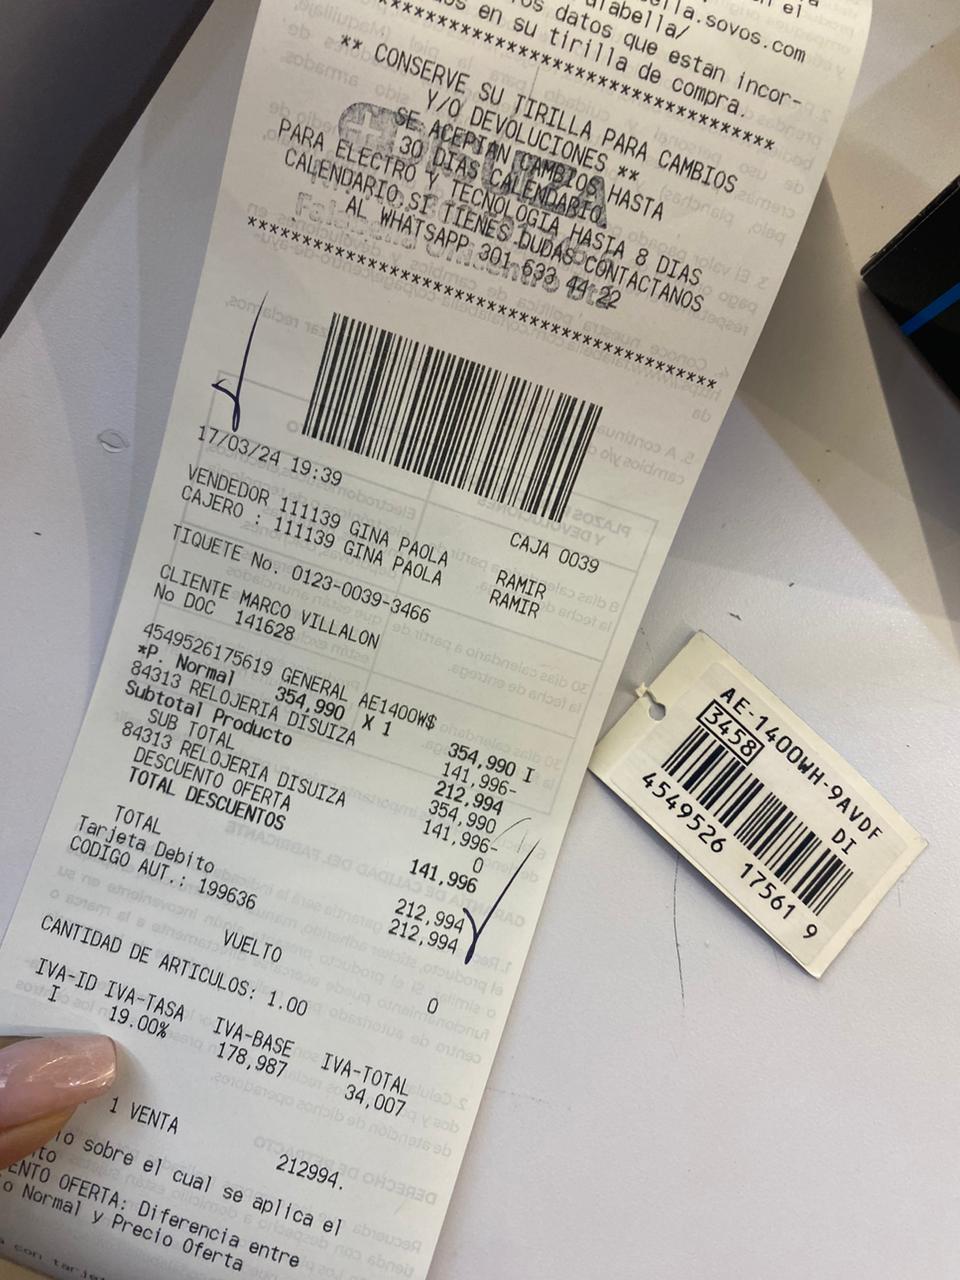 lla.sovos.com
alabella/
os datos que estan incor-
dos en su tirilla de compra.
****************************************
** CONSERVE SU TIRILLA PARA CAMBIOS
Y/O DEVOLUCIONES **
SE ACEPTAN CAMBIOS HASTA
30 DIAS CALENDARIO
PARA ELECTRO Y TECNOLOGIA HASTA 8 DIAS
CALENDARIO SI TIENES DUDAS CONTACTANOS
AL WHATSAPP 301 633 44 22
****************************************
17/03/24 19:39
CAJA 0039
VENDEDOR 111139 GINA PAOLA RAMIR
CAJERO : 111139 GINA PAOLA RAMIR
TIQUETE No. 0123-0039-3466
CLIENTE MARCO VILLALON
No DOC 141628
4549526175619 GENERAL AE1400W$
*P. Normal 354,990 X 1 354,990 I
84313 RELOJERIA DISUIZA 141,996-
Subtotal Producto 212,994
SUB TOTAL 354,990
84313 RELOJERIA DISUIZA 141,996-
DESCUENTO OFERTA 0
TOTAL DESCUENTOS 141,996
TOTAL 212,994
Tarjeta Debito 212,994
CODIGO AUT.: 199636
VUELTO 0
CANTIDAD DE ARTICULOS: 1.00
IVA-ID IVA-TASA IVA-BASE IVA-TOTAL
I 19.00% 178,987 34,007
1 VENTA 212994.
to sobre el cual se aplica el
ito
ENTO OFERTA: Diferencia entre
o Normal y Precio Oferta
AE-1400WH-9AVDF
3458 DI
4549526 17561 9